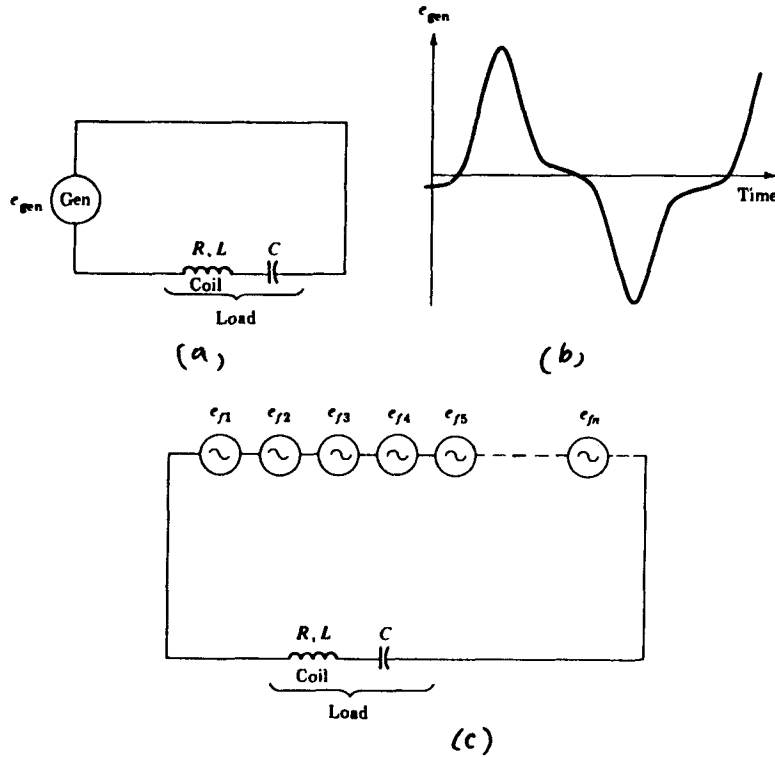 e_gen
e_gen
Gen
Time
R, L
C
Coil
Load
(a)
(b)
e_f1 e_f2 e_f3 e_f4 e_f5 e_fn
R, L
C
Coil
Load
(c)